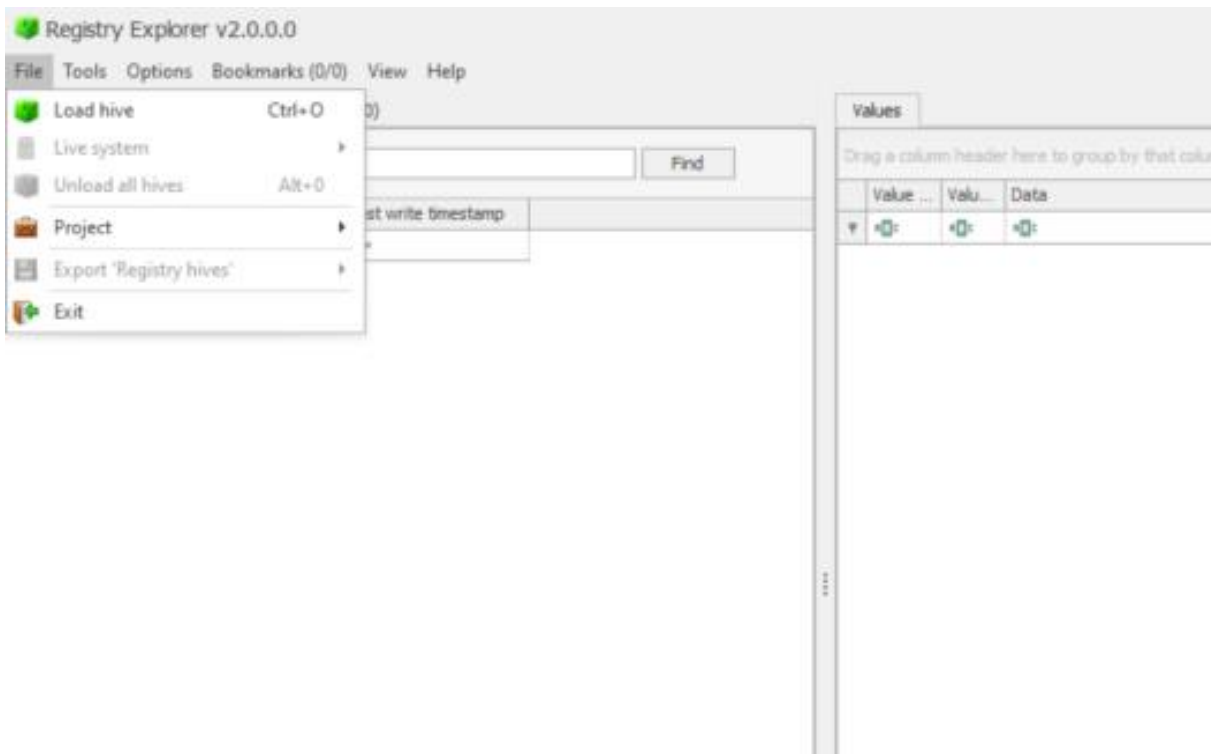 Registry Explorer v2.0.0.0
File Tools Options Bookmarks (0/0) View Help
Load hive Ctrl+O
Live system
Unload all hives Alt+0
Project
Export 'Registry hives'
Exit
0)
Find
st write timestamp
Values
Drag a column header here to group by that colu
Value ... Valu... Data